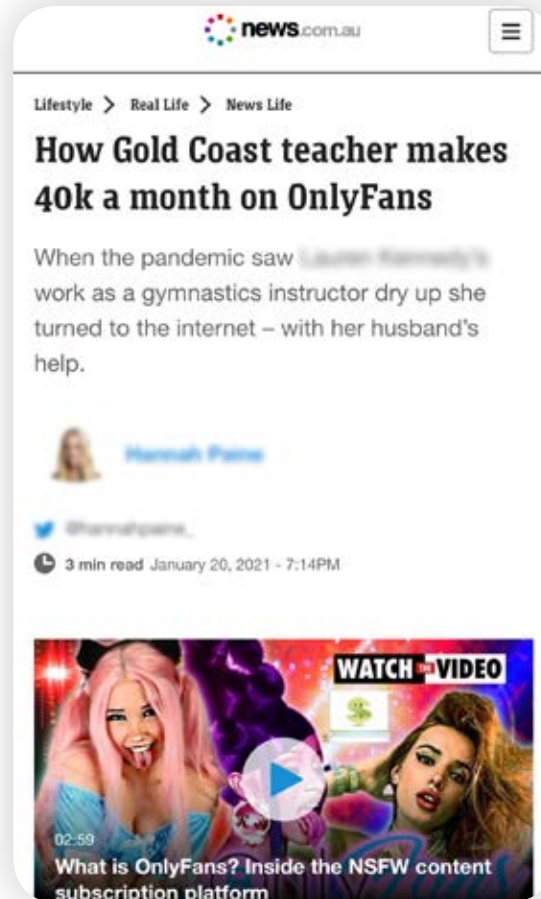 news.com.au
Lifestyle > Real Life > News Life
How Gold Coast teacher makes
40k a month on OnlyFans
When the pandemic saw
work as a gymnastics instructor dry up she
turned to the internet – with her husband's
help.
3 min read January 20, 2021 - 7:14PM
WATCH THE VIDEO
$
02:59
What is OnlyFans? Inside the NSFW content
subscription platform